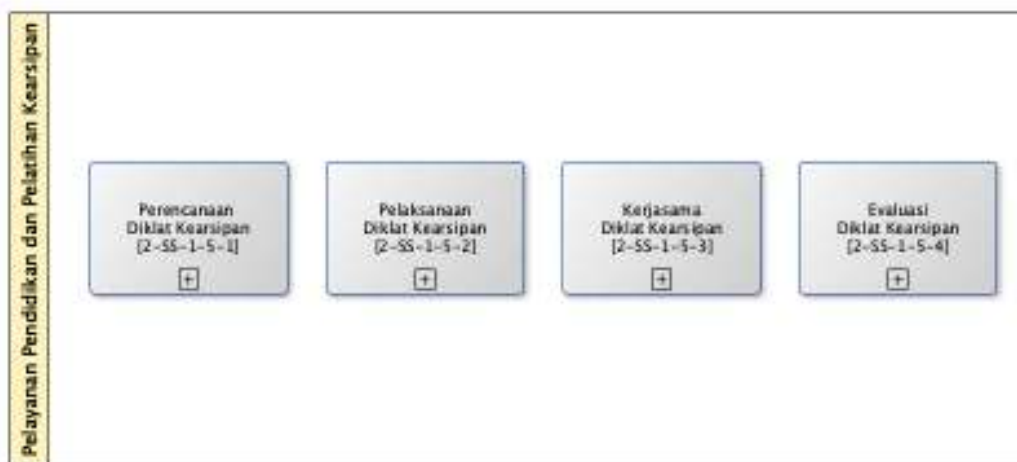 Pelayanan Pendidikan dan Pelatihan Kearsipan
Perencanaan
Diklat Kearsipan
[2-SS-1-5-1]
Pelaksanaan
Diklat Kearsipan
[2-SS-1-5-2]
Kerjasama
Diklat Kearsipan
[2-SS-1-5-3]
Evaluasi
Diklat Kearsipan
[2-SS-1-5-4]